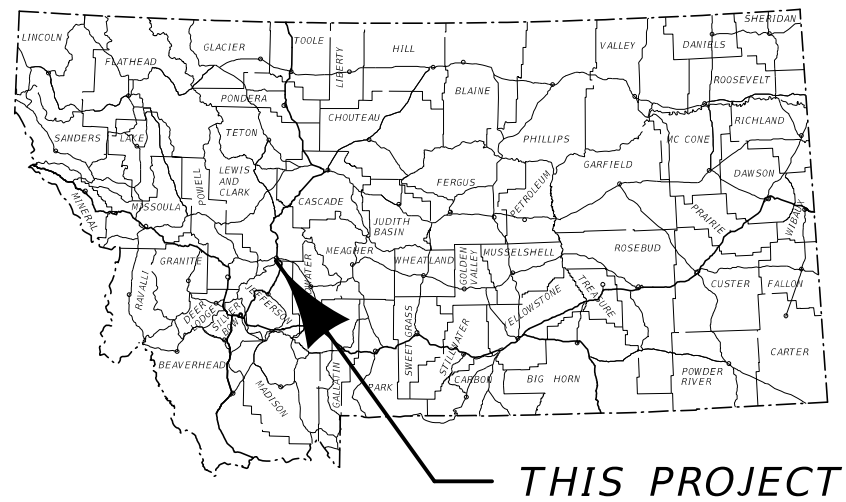 SHERIDAN
LINCOLN
GLACIER
TOOLE
LIBERTY
HILL
VALLEY
DANIELS
FLATHEAD
ROOSEVELT
PONDERA
BLAINE
CHOUTEAU
RICHLAND
TETON
SANDERS
LAKE
PHILLIPS
MC CONE
GARFIELD
DAWSON
LEWIS
AND
CLARK
POWELL
FERGUS
PETROLEUM
CASCADE
MINERAL
MISSOULA
JUDITH
BASIN
PRAIRIE
WIBAUX
MEAGHER
WHEATLAND
GOLDEN
VALLEY
MUSSELSHELL
ROSEBUD
GRANITE
RAVALLI
CUSTER
FALLON
JEFFERSON
DEER
LODGE
SILVER
BOW
YELLOWSTONE
TREASURE
SWEET GRASS
STILLWATER
CARTER
BEAVERHEAD
MADISON
GALLATIN
PARK
CARBON
BIG HORN
POWDER
RIVER
THIS PROJECT